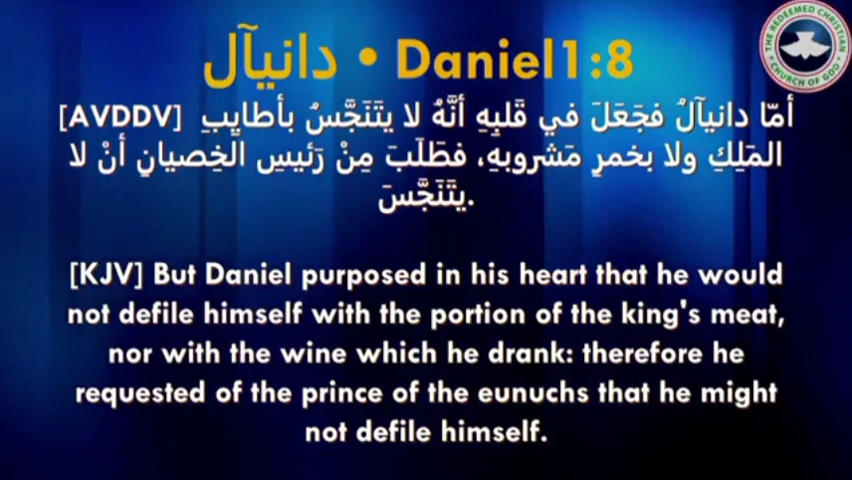 دانيآل • Daniel1:8
[AVDDV] أمّا دانيآلُ فجَعَلَ في قَلبِهِ أنَّهُ لا يتَنَجَّسُ بأطايِبِ
المَلِكِ ولا بخمرِ مَشروبهِ، فطَلَبَ مِنْ رَئيسِ الخِصيانِ أنْ لا
يتَنَجَّسَ.
[KJV] But Daniel purposed in his heart that he would
not defile himself with the portion of the king's meat,
nor with the wine which he drank: therefore he
requested of the prince of the eunuchs that he might
not defile himself.
THE REDEEMED CHRISTIAN
CHURCH OF GOD